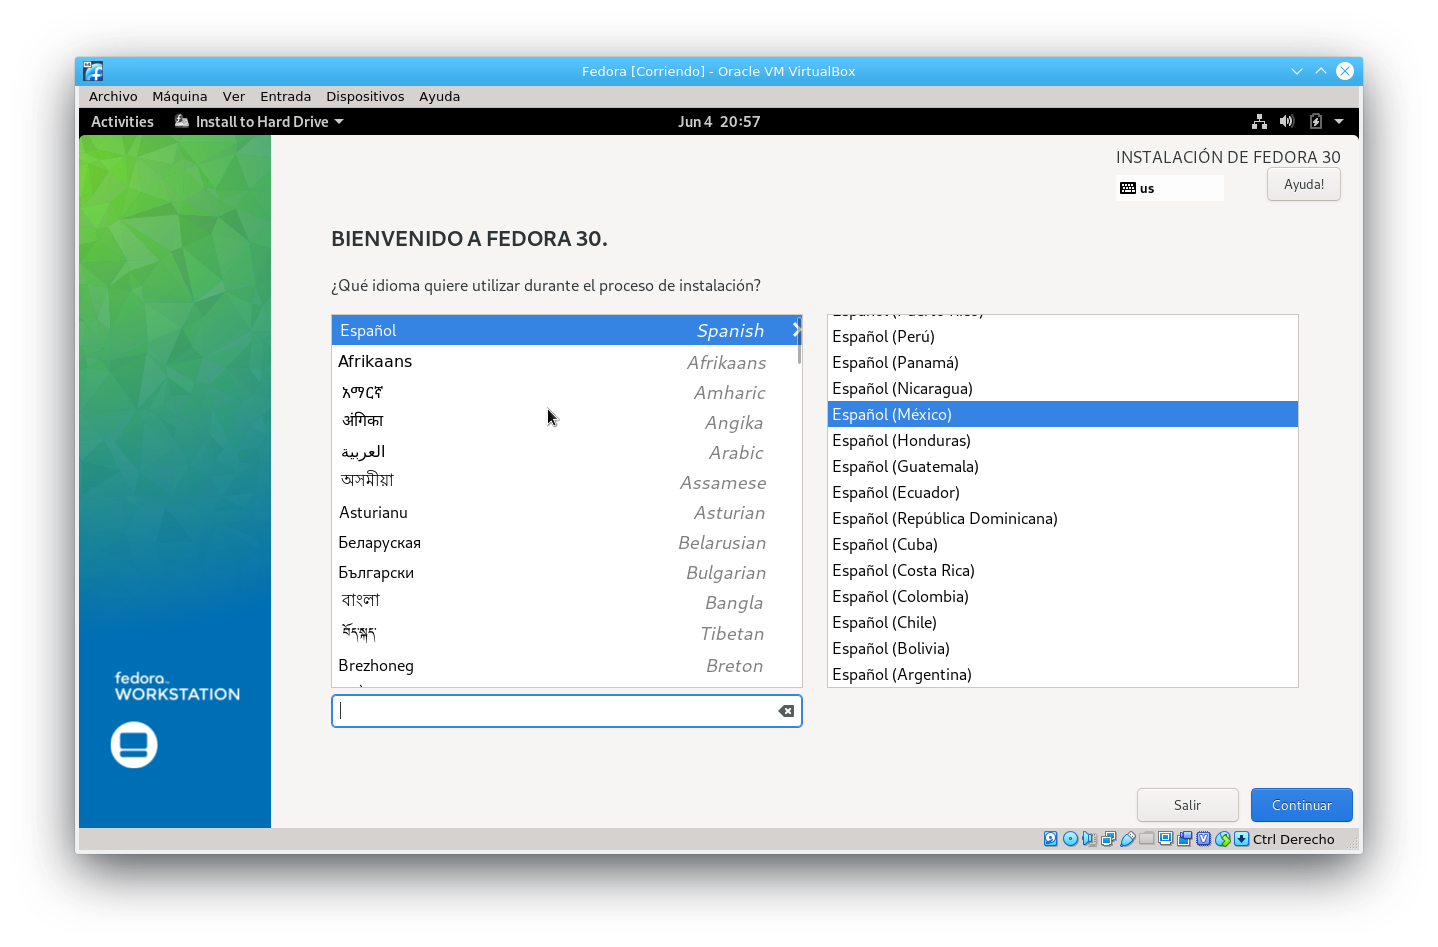 Fedora [Corriendo] - Oracle VM VirtualBox
Archivo Máquina Ver Entrada Dispositivos Ayuda
Activities Install to Hard Drive Jun 4 20:57
INSTALACIÓN DE FEDORA 30
us Ayuda!
BIENVENIDO A FEDORA 30.
¿Qué idioma quiere utilizar durante el proceso de instalación?
Español Spanish
Afrikaans Afrikaans
አማርኛ Amharic
अंगिका Angika
العربية Arabic
অসমীয়া Assamese
Asturianu Asturian
Беларуская Belarusian
Български Bulgarian
বাংলা Bangla
བོད་སྐད་ Tibetan
Brezhoneg Breton
Español (Puerto Rico)
Español (Perú)
Español (Panamá)
Español (Nicaragua)
Español (México)
Español (Honduras)
Español (Guatemala)
Español (Ecuador)
Español (República Dominicana)
Español (Cuba)
Español (Costa Rica)
Español (Colombia)
Español (Chile)
Español (Bolivia)
Español (Argentina)
fedora
WORKSTATION
Salir Continuar
Ctrl Derecho